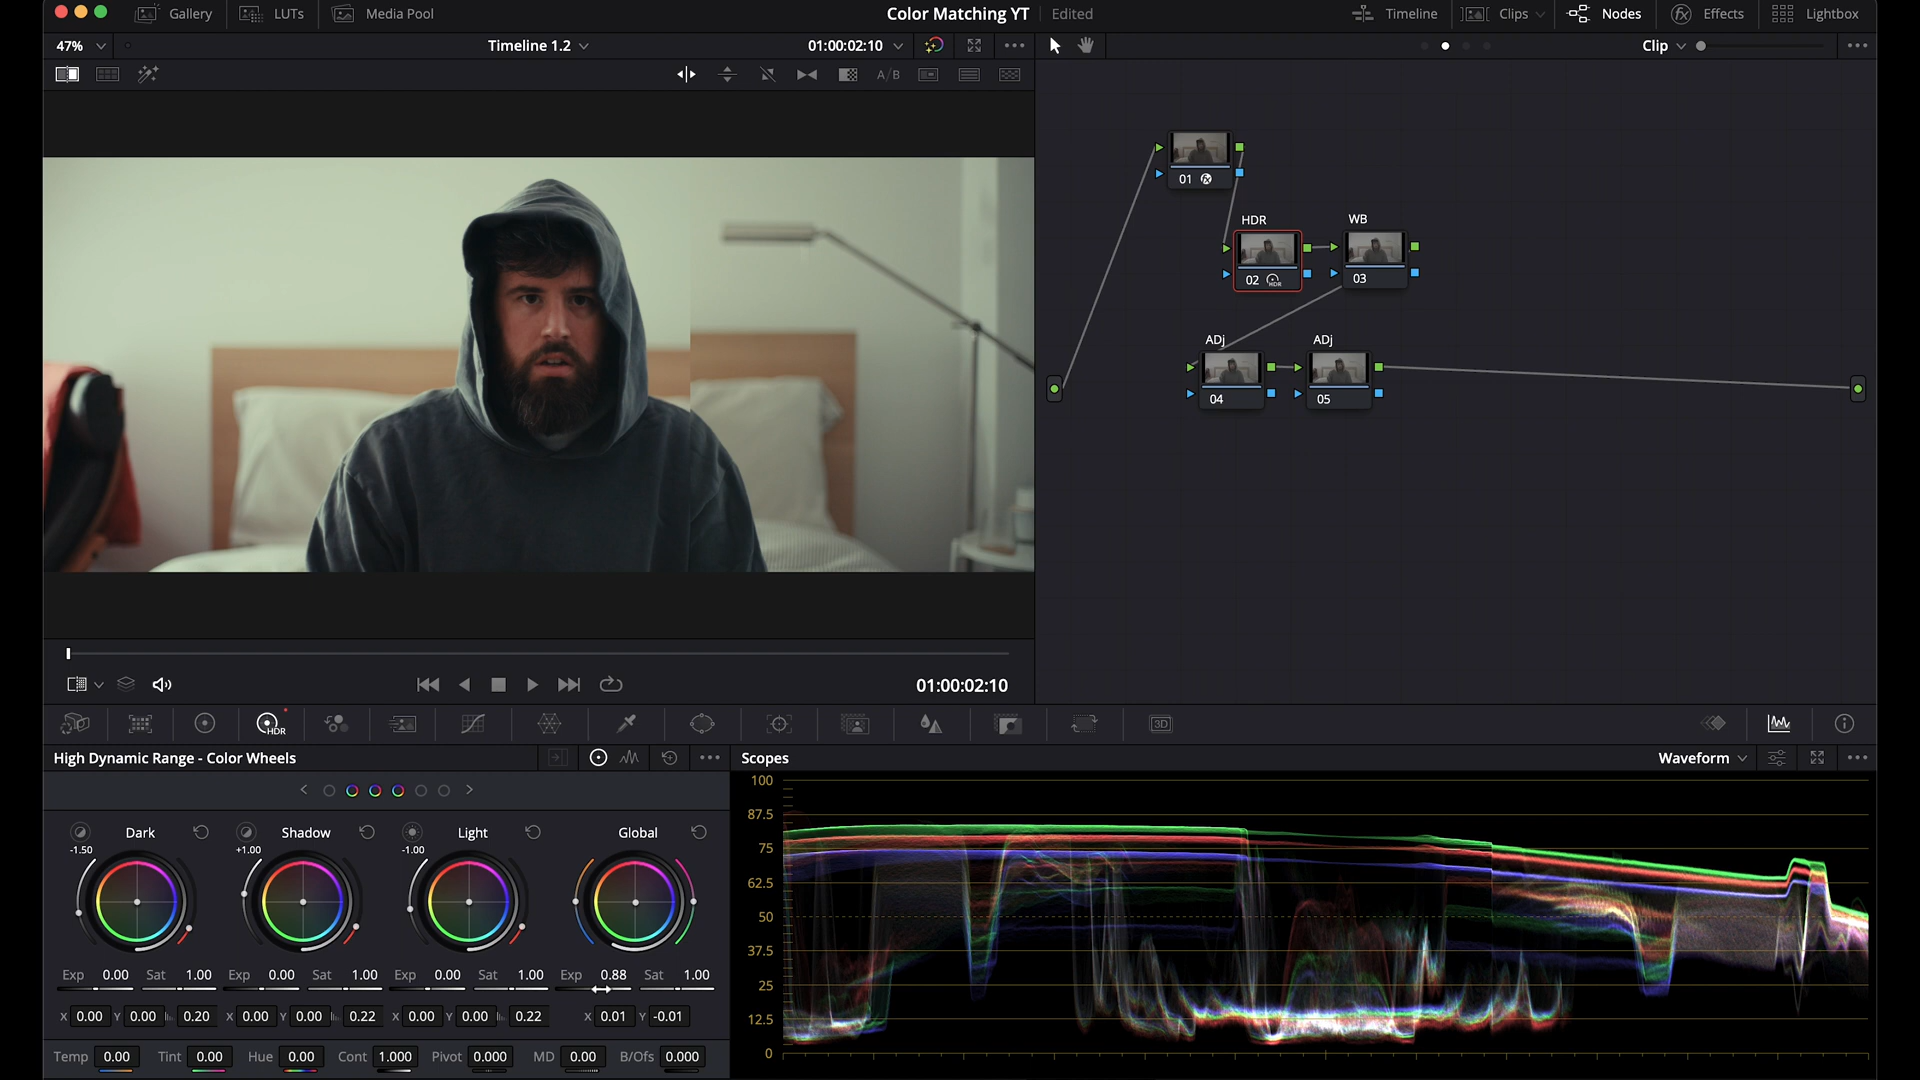 Gallery LUTs Media Pool Color Matching YT Edited Timeline Clips Nodes Effects Lightbox
47% Timeline 1.2 01:00:02:10 Clip
A/B
01
HDR WB
02 HDR 03
ADj ADj
04 05
01:00:02:10
HDR 3D
High Dynamic Range - Color Wheels Scopes Waveform
100
87.5
75
62.5
50
37.5
25
12.5
0
Dark Shadow Light Global
-1.50 +1.00 -1.00
Exp 0.00 Sat 1.00 Exp 0.00 Sat 1.00 Exp 0.00 Sat 1.00 Exp 0.88 Sat 1.00
X 0.00 Y 0.00 0.20 X 0.00 Y 0.00 0.22 X 0.00 Y 0.00 0.22 X 0.01 Y -0.01
Temp 0.00 Tint 0.00 Hue 0.00 Cont 1.000 Pivot 0.000 MD 0.00 B/Ofs 0.000